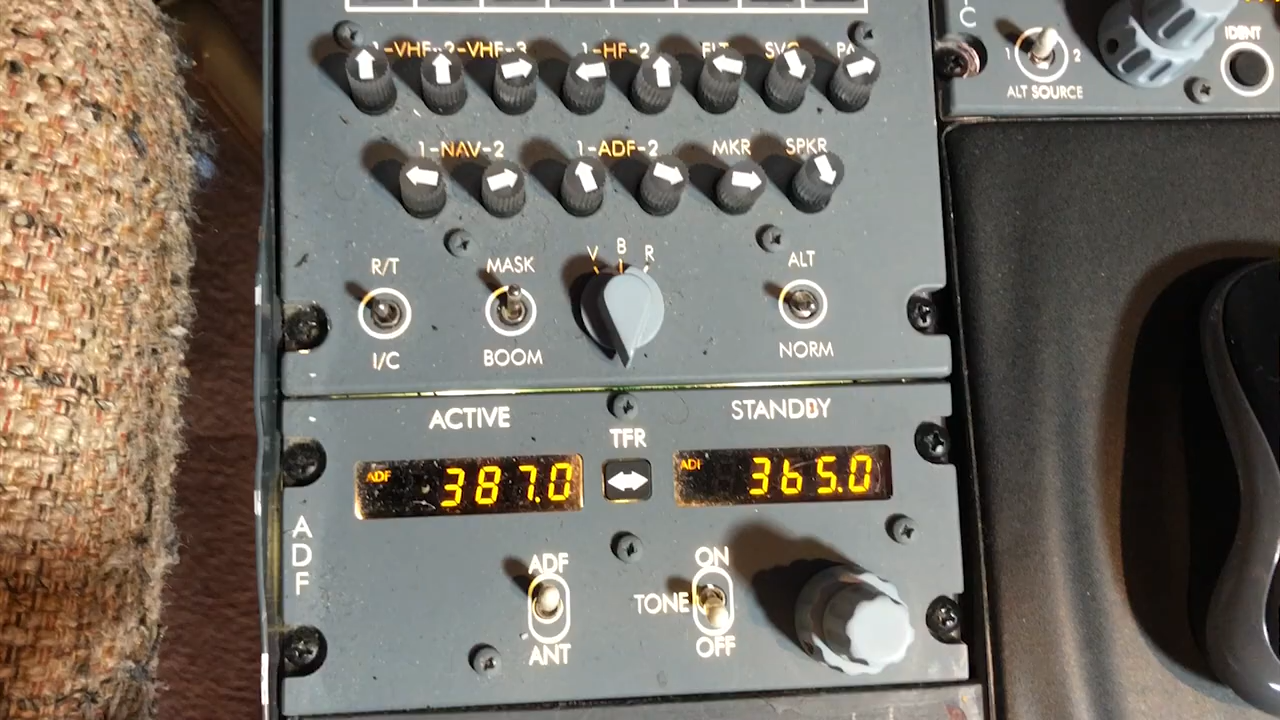 1-VHF-2-VHF-3 1-HF-2 FLT SVC PA
1-NAV-2 1-ADF-2 MKR SPKR
V B R
R/T MASK ALT
I/C BOOM NORM
ACTIVE STANDBY
TFR
ADF 387.0 ADF 365.0
ADF
ADF ON
TONE
ANT OFF
C
IDENT
1 2
ALT SOURCE